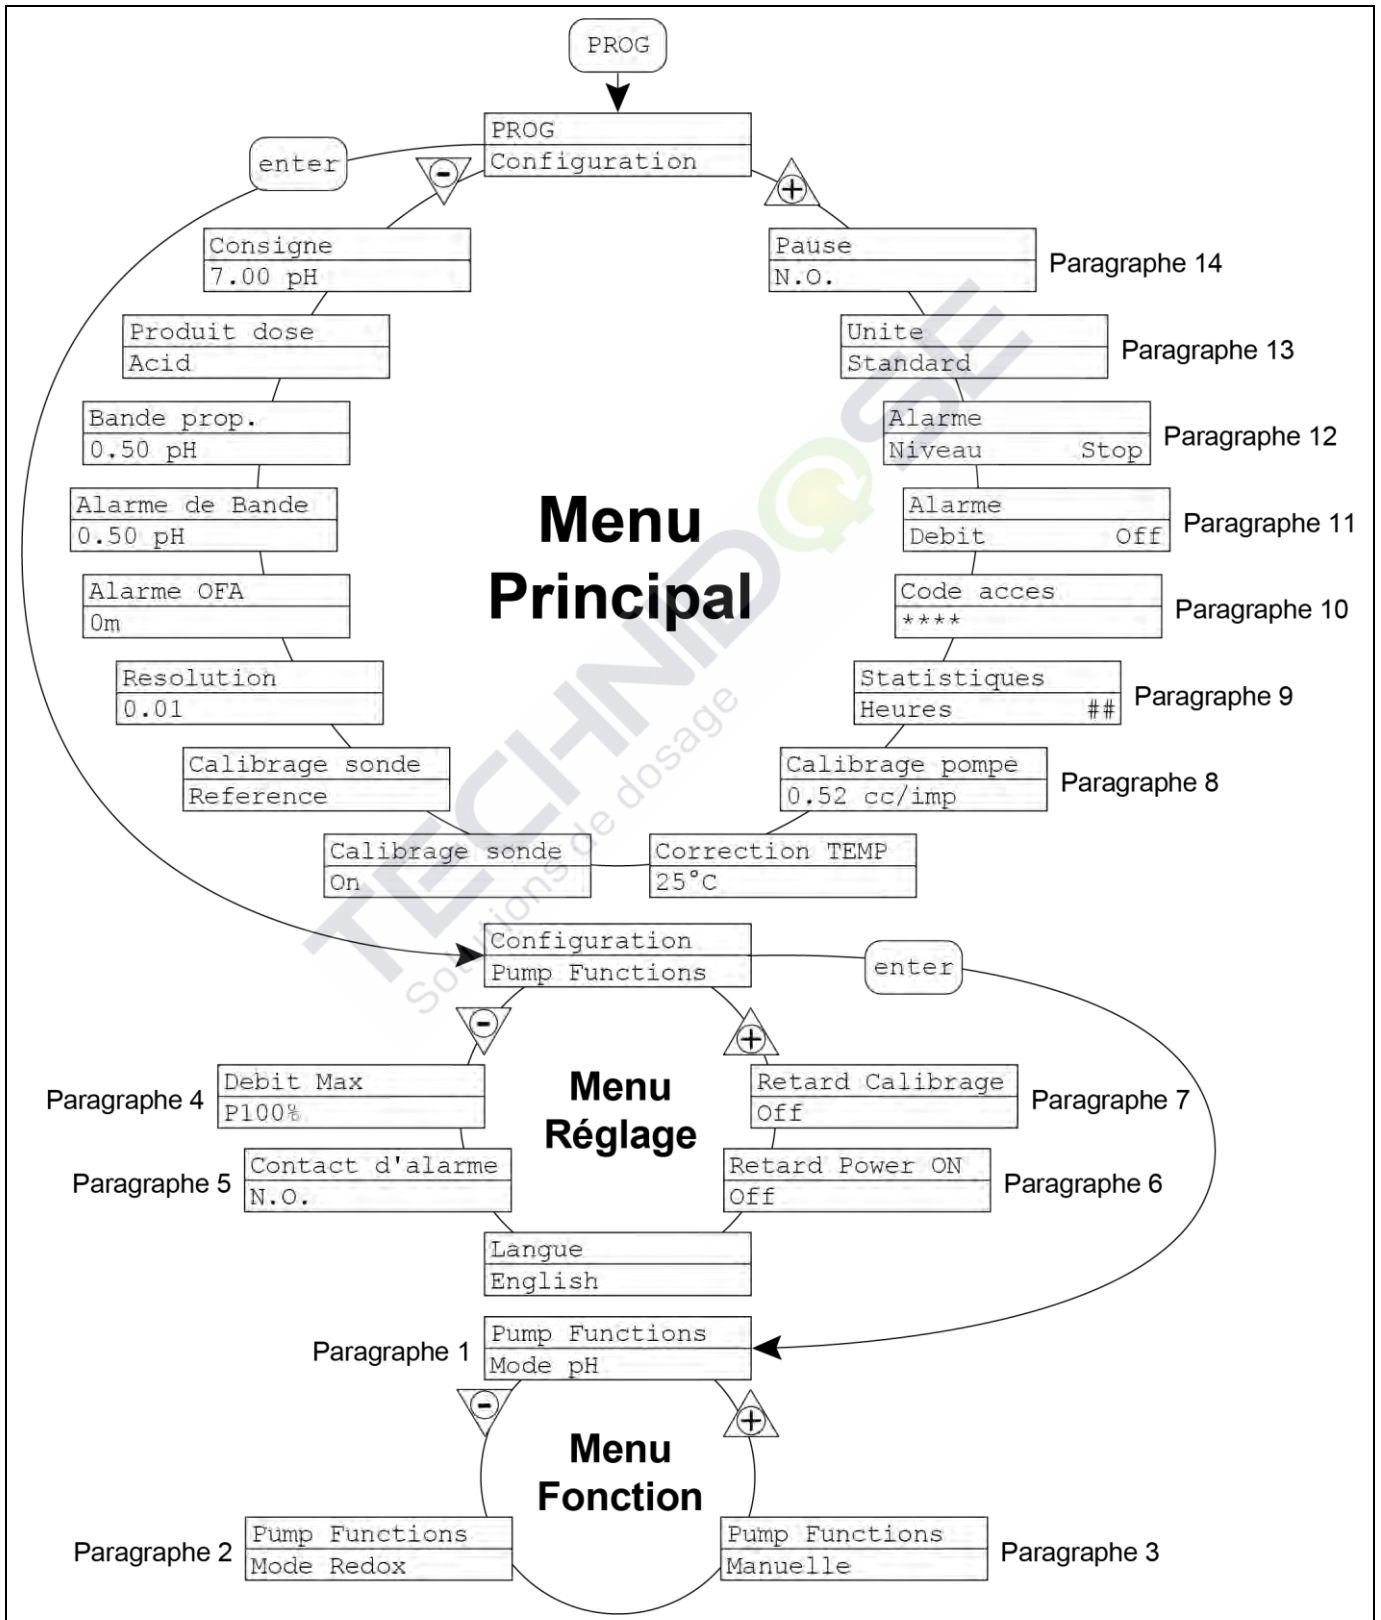 PROG
PROG
Configuration
enter
-
+
Consigne
7.00 pH
Pause
N.O.
Paragraphe 14
Produit dose
Acid
Unite
Standard
Paragraphe 13
Bande prop.
0.50 pH
Alarme
Niveau Stop
Paragraphe 12
Alarme de Bande
0.50 pH
Alarme
Debit Off
Paragraphe 11
Menu
Principal
Alarme OFA
0m
Code acces
****
Paragraphe 10
Resolution
0.01
Statistiques
Heures ##
Paragraphe 9
Calibrage sonde
Reference
Calibrage pompe
0.52 cc/imp
Paragraphe 8
Calibrage sonde
On
Correction TEMP
25°C
TECHNIDOSE
Solutions de dosage
Configuration
Pump Functions
enter
-
+
Paragraphe 4
Debit Max
P100%
Menu
Réglage
Retard Calibrage
Off
Paragraphe 7
Paragraphe 5
Contact d'alarme
N.O.
Retard Power ON
Off
Paragraphe 6
Langue
English
Paragraphe 1
Pump Functions
Mode pH
-
+
Menu
Fonction
Paragraphe 2
Pump Functions
Mode Redox
Pump Functions
Manuelle
Paragraphe 3